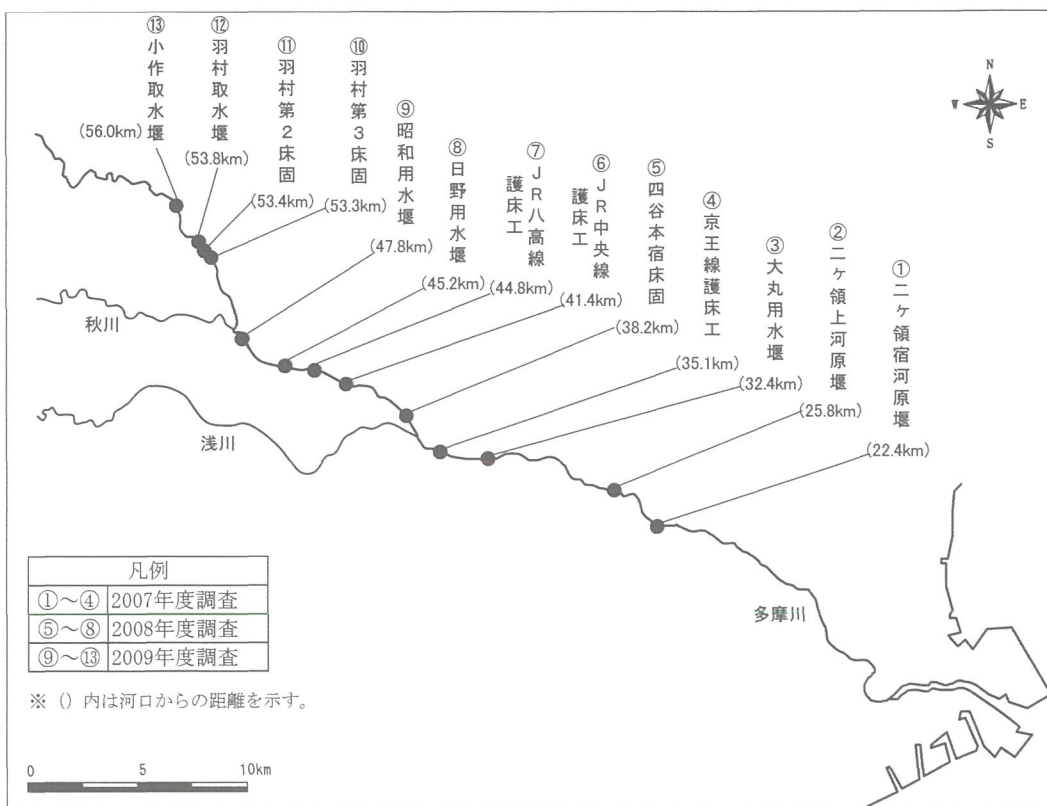 ⑬小作取水堰
⑫羽村取水堰
⑪羽村第2床固
⑩羽村第3床固
⑨昭和用水堰
⑧日野用水堰
⑦JR八高線
護床工
⑥JR中央線
護床工
⑤四谷本宿床固
④京王線護床工
③大丸用水堰
②二ヶ領上河原堰
①二ヶ領宿河原堰
(56.0km)
(53.8km)
(53.4km)
(53.3km)
(47.8km)
(45.2km)
(44.8km)
(41.4km)
(38.2km)
(35.1km)
(32.4km)
(25.8km)
(22.4km)
N
W
E
S
秋川
浅川
多摩川
凡例
①～④ 2007年度調査
⑤～⑧ 2008年度調査
⑨～⑬ 2009年度調査
※ () 内は河口からの距離を示す。
0 5 10km